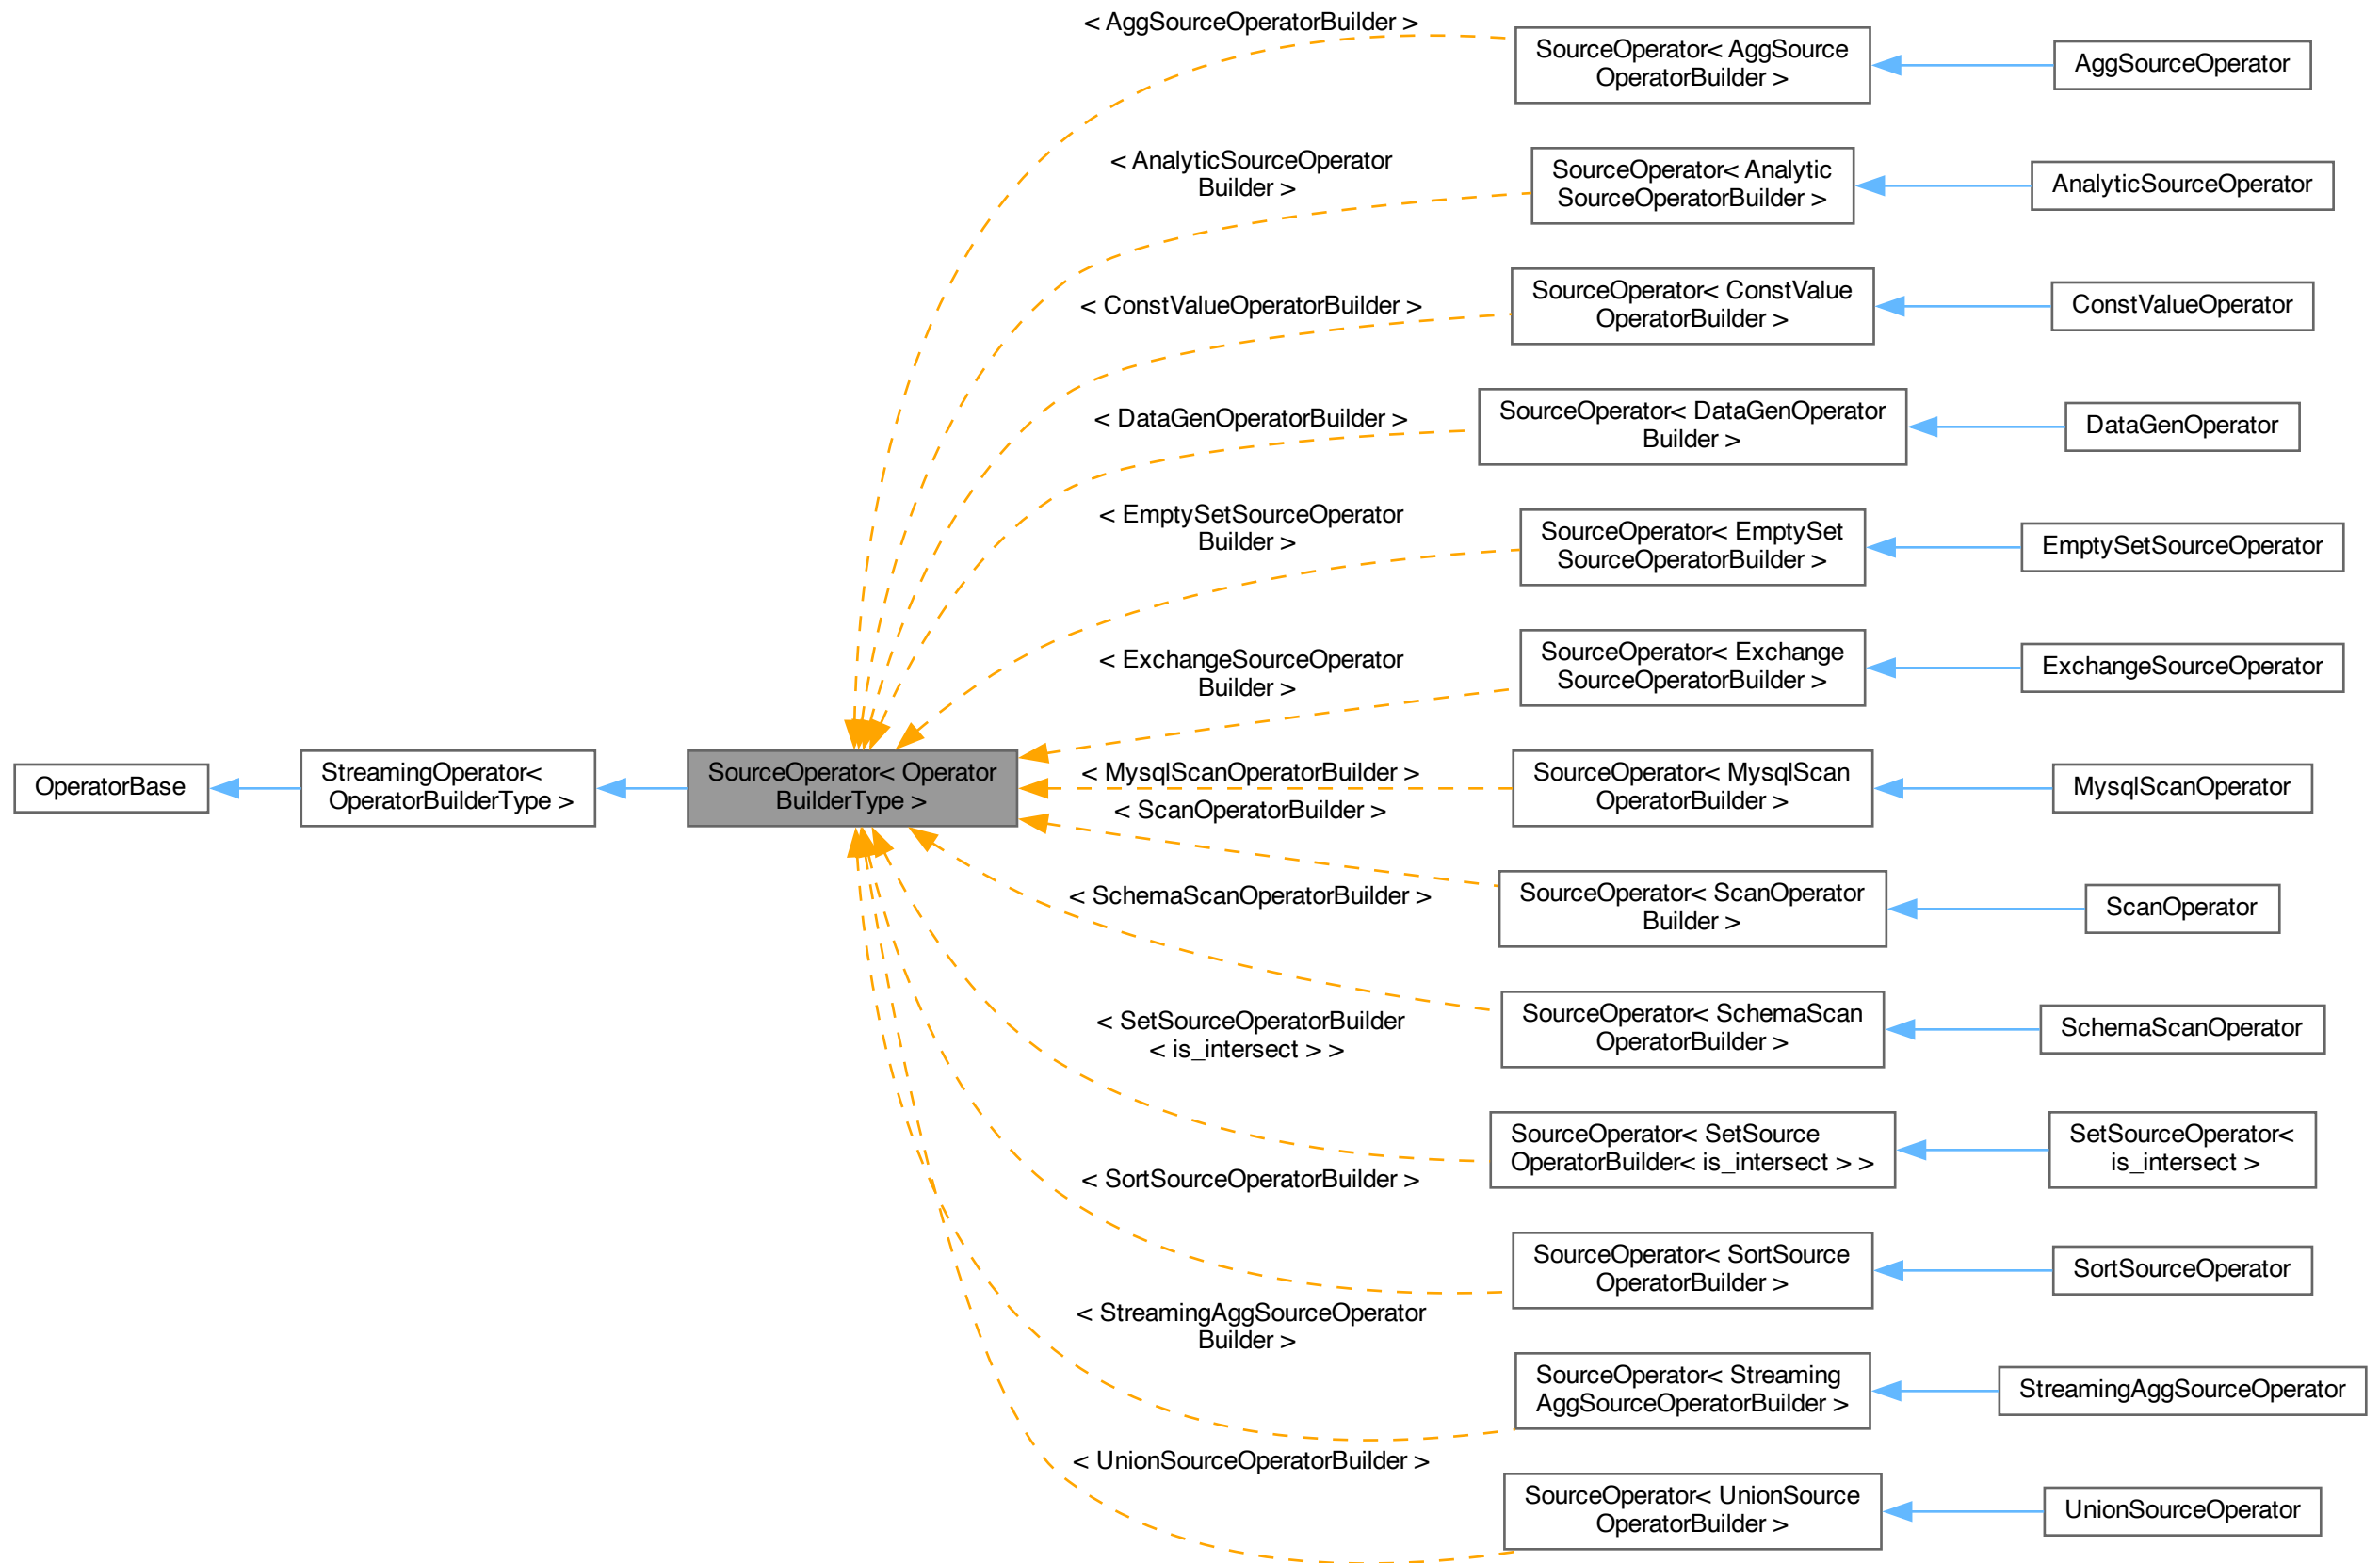 OperatorBase
StreamingOperator<
OperatorBuilderType >
SourceOperator< Operator
BuilderType >
< AggSourceOperatorBuilder >
SourceOperator< AggSource
OperatorBuilder >
AggSourceOperator
< AnalyticSourceOperator
Builder >
SourceOperator< Analytic
SourceOperatorBuilder >
AnalyticSourceOperator
< ConstValueOperatorBuilder >
SourceOperator< ConstValue
OperatorBuilder >
ConstValueOperator
< DataGenOperatorBuilder >
SourceOperator< DataGenOperator
Builder >
DataGenOperator
< EmptySetSourceOperator
Builder >
SourceOperator< EmptySet
SourceOperatorBuilder >
EmptySetSourceOperator
< ExchangeSourceOperator
Builder >
SourceOperator< Exchange
SourceOperatorBuilder >
ExchangeSourceOperator
< MysqlScanOperatorBuilder >
SourceOperator< MysqlScan
OperatorBuilder >
MysqlScanOperator
< ScanOperatorBuilder >
SourceOperator< ScanOperator
Builder >
ScanOperator
< SchemaScanOperatorBuilder >
SourceOperator< SchemaScan
OperatorBuilder >
SchemaScanOperator
< SetSourceOperatorBuilder
< is_intersect > >
SourceOperator< SetSource
OperatorBuilder< is_intersect > >
SetSourceOperator<
is_intersect >
< SortSourceOperatorBuilder >
SourceOperator< SortSource
OperatorBuilder >
SortSourceOperator
< StreamingAggSourceOperator
Builder >
SourceOperator< Streaming
AggSourceOperatorBuilder >
StreamingAggSourceOperator
< UnionSourceOperatorBuilder >
SourceOperator< UnionSource
OperatorBuilder >
UnionSourceOperator